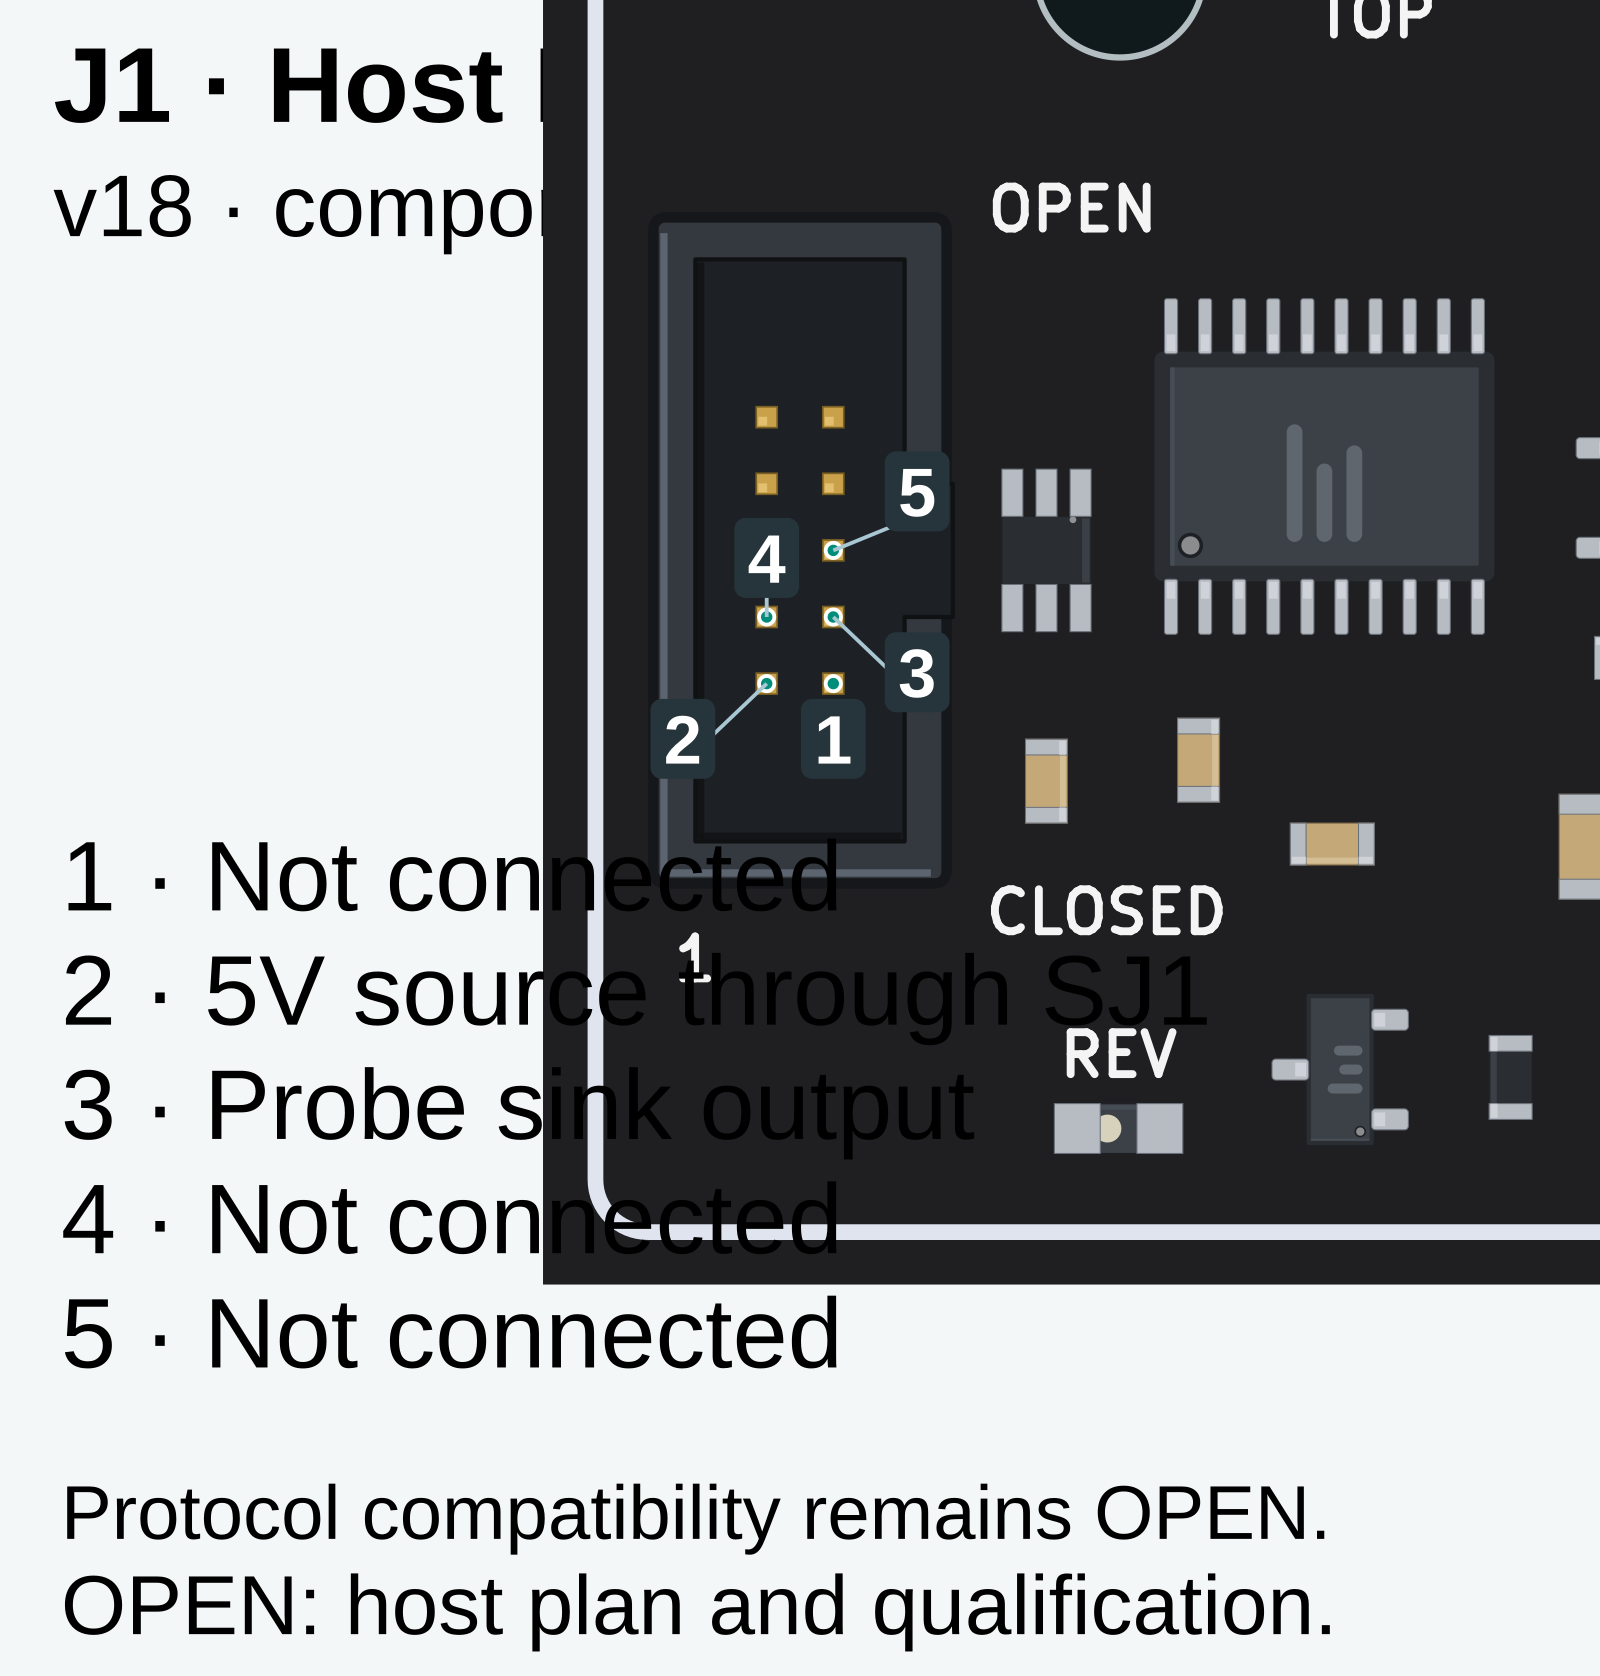 J1 · Host
v18 · compo
TOP
OPEN
5
4
3
2
1
1 · Not connected
CLOSED
1
2 · 5V source through SJ1
REV
3 · Probe sink output
4 · Not connected
5 · Not connected
Protocol compatibility remains OPEN.
OPEN: host plan and qualification.